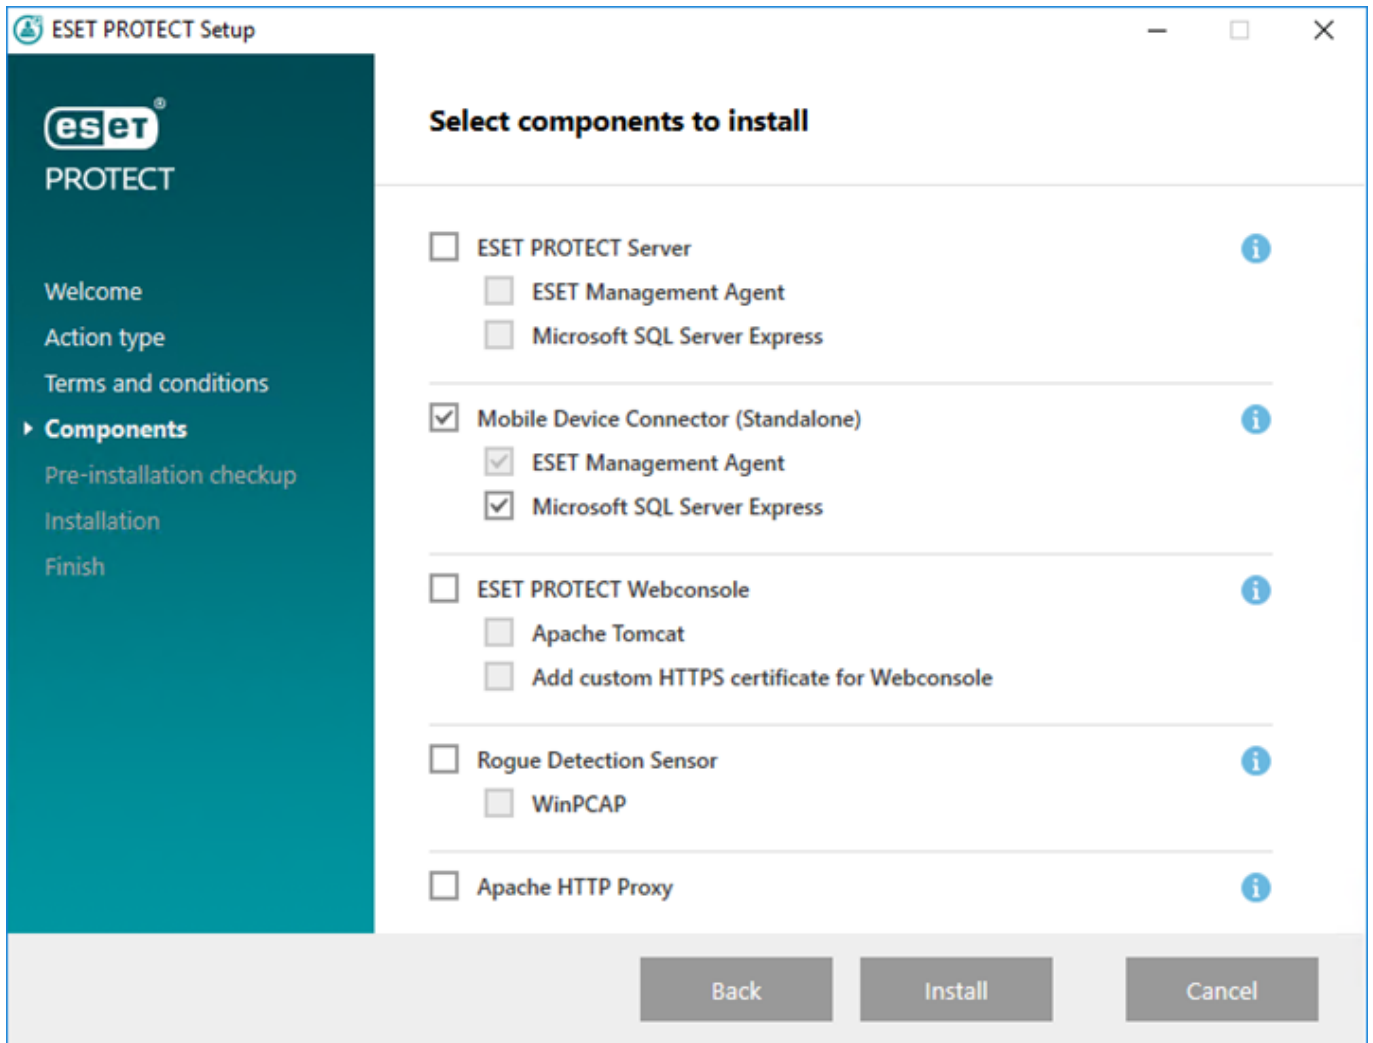 ESET PROTECT Setup
eset®
PROTECT
Welcome
Action type
Terms and conditions
Components
Pre-installation checkup
Installation
Finish
Select components to install
ESET PROTECT Server
ESET Management Agent
Microsoft SQL Server Express
Mobile Device Connector (Standalone)
ESET Management Agent
Microsoft SQL Server Express
ESET PROTECT Webconsole
Apache Tomcat
Add custom HTTPS certificate for Webconsole
Rogue Detection Sensor
WinPCAP
Apache HTTP Proxy
Back
Install
Cancel